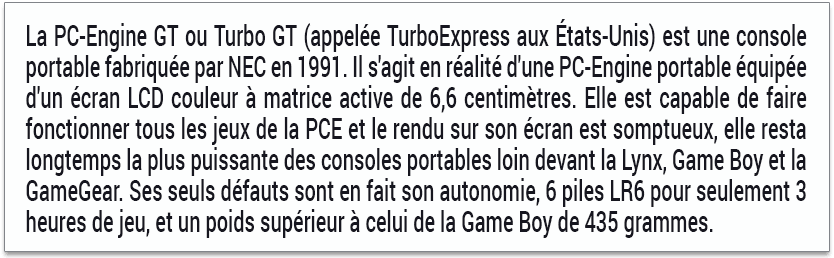 La PC-Engine GT ou Turbo GT (appelée TurboExpress aux États-Unis) est une console
portable fabriquée par NEC en 1991. Il s'agit en réalité d'une PC-Engine portable équipée
d'un écran LCD couleur à matrice active de 6,6 centimètres. Elle est capable de faire
fonctionner tous les jeux de la PCE et le rendu sur son écran est somptueux, elle resta
longtemps la plus puissante des consoles portables loin devant la Lynx, Game Boy et la
GameGear. Ses seuls défauts sont en fait son autonomie, 6 piles LR6 pour seulement 3
heures de jeu, et un poids supérieur à celui de la Game Boy de 435 grammes.